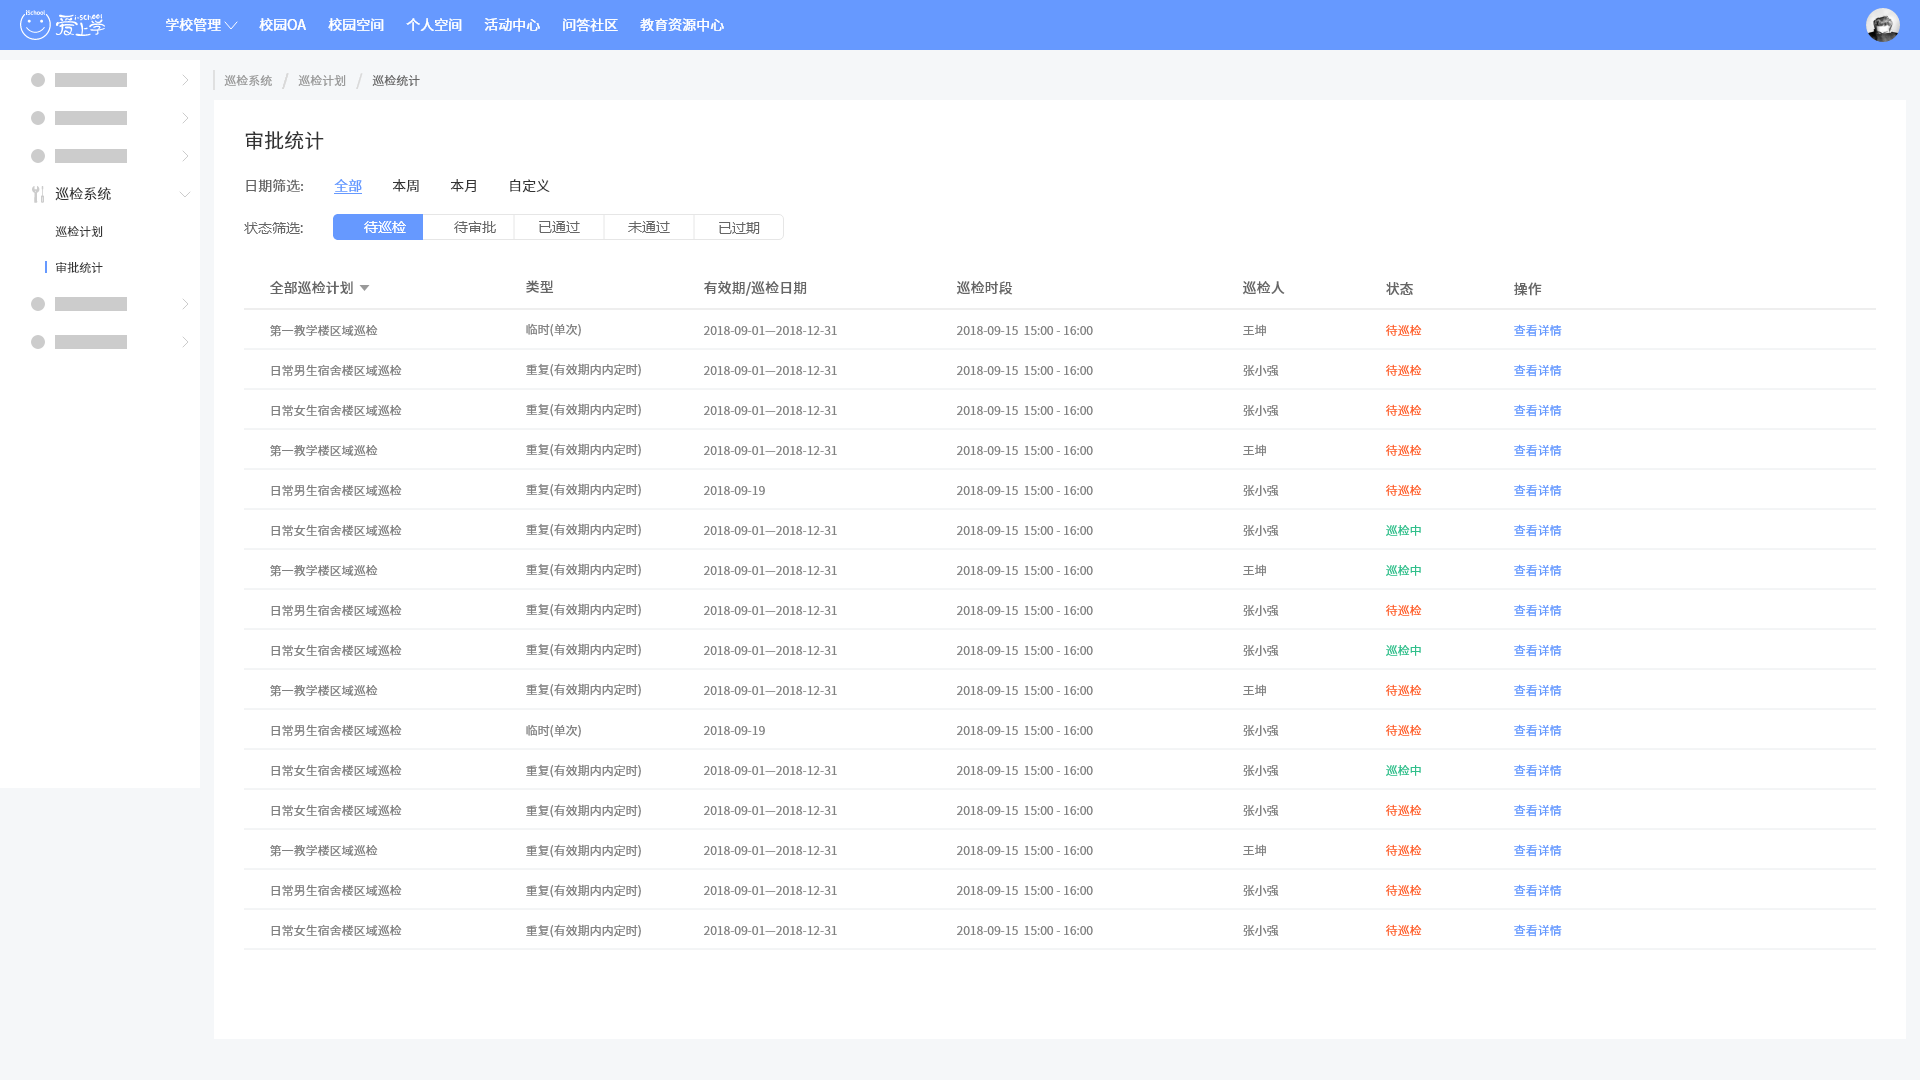 iSchool 爱上学 i-SCHOOL 学校管理 校园OA 校园空间 个人空间 活动中心 问答社区 教育资源中心
巡检系统 / 巡检计划 / 巡检统计
巡检系统
巡检计划
审批统计
审批统计
日期筛选: 全部 本周 本月 自定义
状态筛选: 待巡检 待审批 已通过 未通过 已过期
全部巡检计划 类型 有效期/巡检日期 巡检时段 巡检人 状态 操作
第一教学楼区域巡检 临时(单次) 2018-09-01—2018-12-31 2018-09-15 15:00 - 16:00 王坤 待巡检 查看详情
日常男生宿舍楼区域巡检 重复(有效期内内定时) 2018-09-01—2018-12-31 2018-09-15 15:00 - 16:00 张小强 待巡检 查看详情
日常女生宿舍楼区域巡检 重复(有效期内内定时) 2018-09-01—2018-12-31 2018-09-15 15:00 - 16:00 张小强 待巡检 查看详情
第一教学楼区域巡检 重复(有效期内内定时) 2018-09-01—2018-12-31 2018-09-15 15:00 - 16:00 王坤 待巡检 查看详情
日常男生宿舍楼区域巡检 重复(有效期内内定时) 2018-09-19 2018-09-15 15:00 - 16:00 张小强 待巡检 查看详情
日常女生宿舍楼区域巡检 重复(有效期内内定时) 2018-09-01—2018-12-31 2018-09-15 15:00 - 16:00 张小强 巡检中 查看详情
第一教学楼区域巡检 重复(有效期内内定时) 2018-09-01—2018-12-31 2018-09-15 15:00 - 16:00 王坤 巡检中 查看详情
日常男生宿舍楼区域巡检 重复(有效期内内定时) 2018-09-01—2018-12-31 2018-09-15 15:00 - 16:00 张小强 待巡检 查看详情
日常女生宿舍楼区域巡检 重复(有效期内内定时) 2018-09-01—2018-12-31 2018-09-15 15:00 - 16:00 张小强 巡检中 查看详情
第一教学楼区域巡检 重复(有效期内内定时) 2018-09-01—2018-12-31 2018-09-15 15:00 - 16:00 王坤 待巡检 查看详情
日常男生宿舍楼区域巡检 临时(单次) 2018-09-19 2018-09-15 15:00 - 16:00 张小强 待巡检 查看详情
日常女生宿舍楼区域巡检 重复(有效期内内定时) 2018-09-01—2018-12-31 2018-09-15 15:00 - 16:00 张小强 巡检中 查看详情
日常女生宿舍楼区域巡检 重复(有效期内内定时) 2018-09-01—2018-12-31 2018-09-15 15:00 - 16:00 张小强 待巡检 查看详情
第一教学楼区域巡检 重复(有效期内内定时) 2018-09-01—2018-12-31 2018-09-15 15:00 - 16:00 王坤 待巡检 查看详情
日常男生宿舍楼区域巡检 重复(有效期内内定时) 2018-09-01—2018-12-31 2018-09-15 15:00 - 16:00 张小强 待巡检 查看详情
日常女生宿舍楼区域巡检 重复(有效期内内定时) 2018-09-01—2018-12-31 2018-09-15 15:00 - 16:00 张小强 待巡检 查看详情